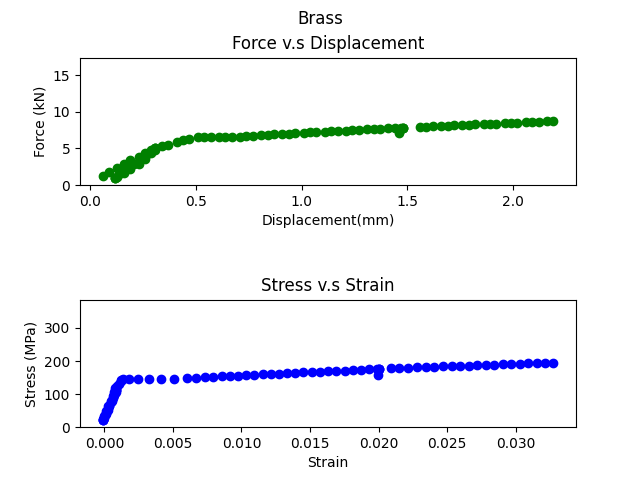 Brass
Force v.s Displacement
Force (kN)
15
10
5
0
0.0 0.5 1.0 1.5 2.0
Displacement(mm)
Stress v.s Strain
Stress (MPa)
300
200
100
0
0.000 0.005 0.010 0.015 0.020 0.025 0.030
Strain